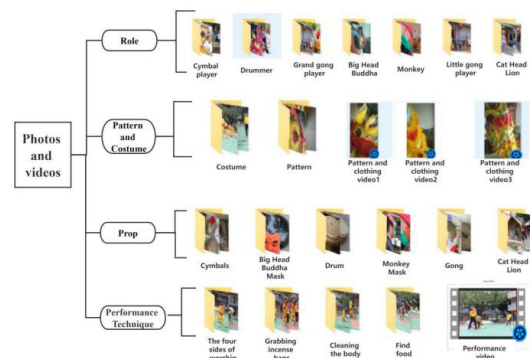 Photos
and
videos
Role
Cymbal
player
Drummer
Grand gong
player
Big Head
Buddha
Monkey
Little gong
player
Cat Head
Lion
Pattern
and
Costume
Costume
Pattern
Pattern and
clothing
video1
Pattern and
clothing
video2
Pattern and
clothing
video3
Prop
Cymbals
Big Head
Buddha
Mask
Drum
Monkey
Mask
Gong
Cat Head
Lion
Performance
Technique
The four
sides of
worship
Grabbing
incense
Cleaning
the body
Find
food
Performance
video